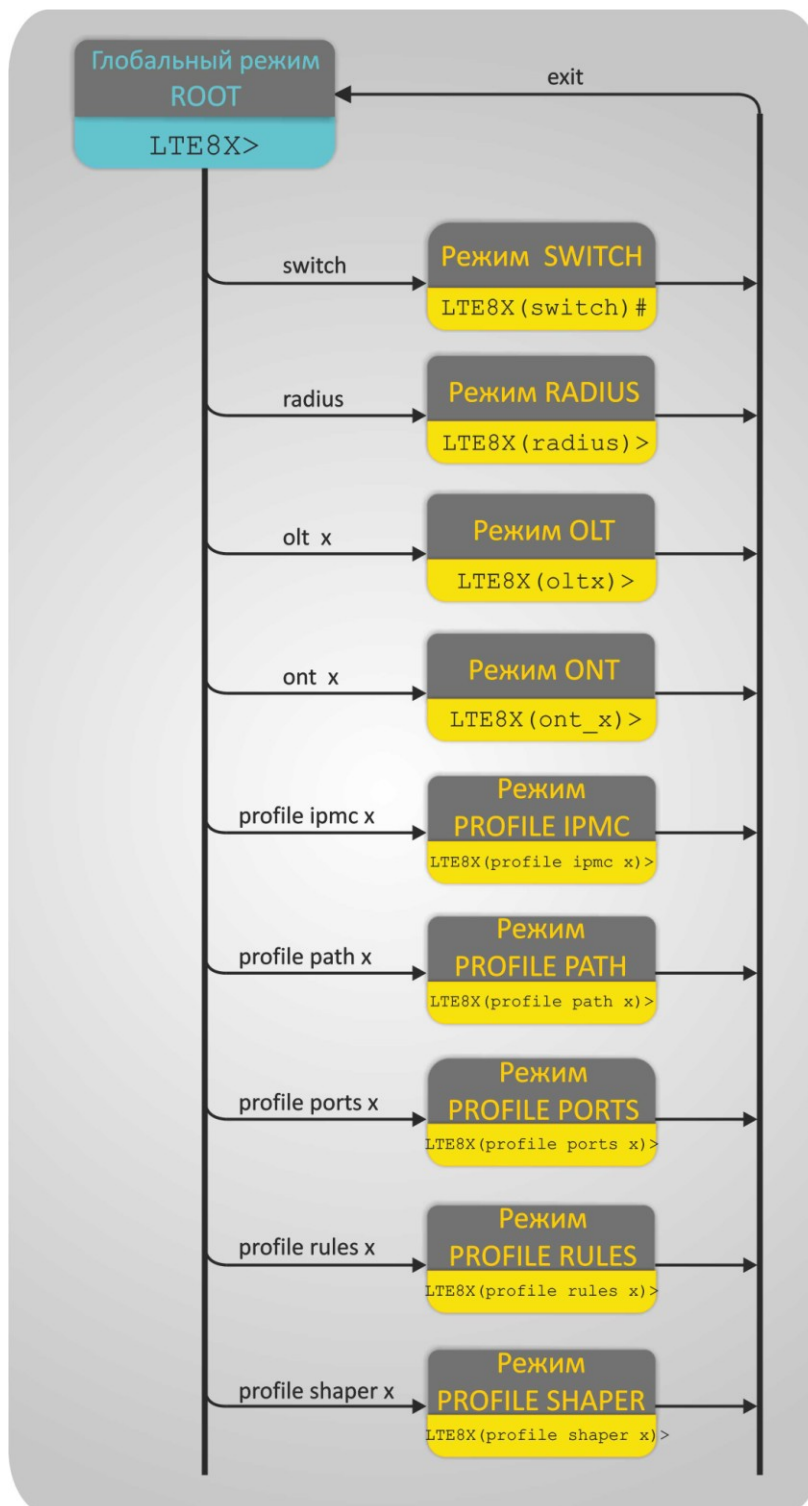 Глобальный режим
ROOT
LTE8X>
exit
switch
Режим SWITCH
LTE8X(switch)#
radius
Режим RADIUS
LTE8X(radius)>
olt x
Режим OLT
LTE8X(oltx)>
ont x
Режим ONT
LTE8X(ont_x)>
profile ipmc x
Режим
PROFILE IPMC
LTE8X(profile ipmc x)>
profile path x
Режим
PROFILE PATH
LTE8X(profile path x)>
profile ports x
Режим
PROFILE PORTS
LTE8X(profile ports x)>
profile rules x
Режим
PROFILE RULES
LTE8X(profile rules x)>
profile shaper x
Режим
PROFILE SHAPER
LTE8X(profile shaper x)>